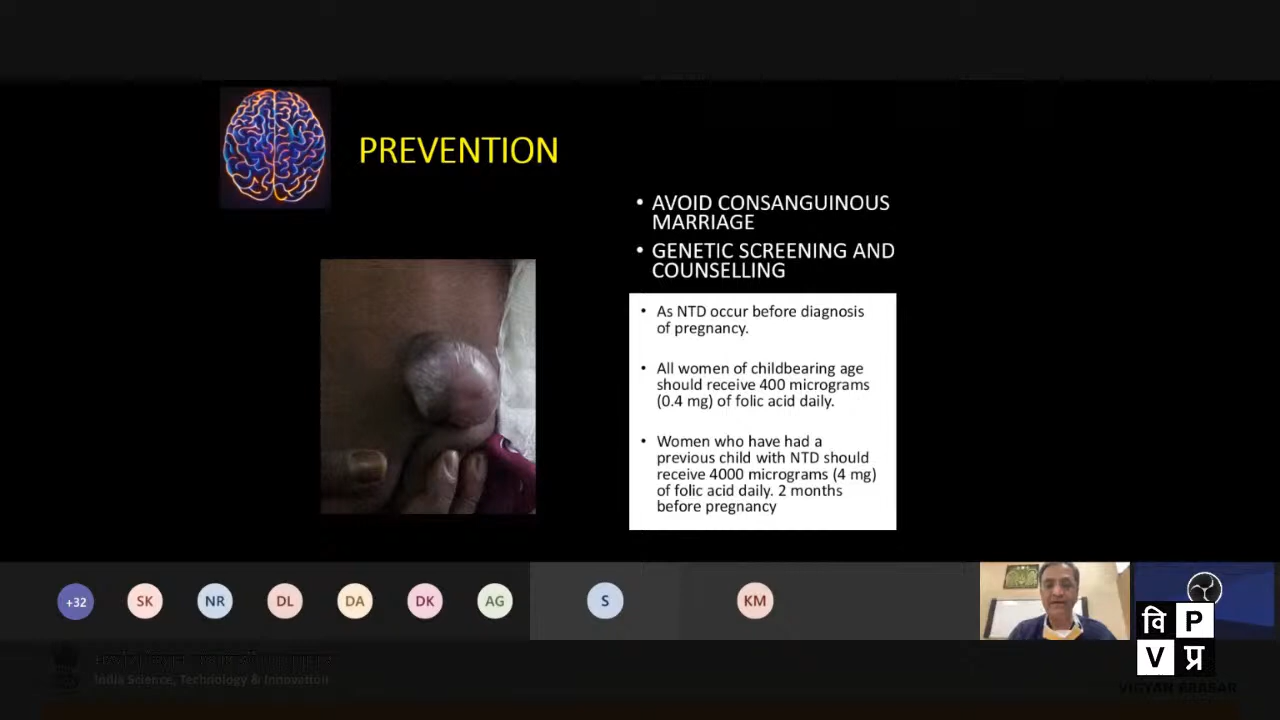 PREVENTION
• AVOID CONSANGUINOUS
MARRIAGE
• GENETIC SCREENING AND
COUNSELLING
• As NTD occur before diagnosis
of pregnancy.
• All women of childbearing age
should receive 400 micrograms
(0.4 mg) of folic acid daily.
• Women who have had a
previous child with NTD should
receive 4000 micrograms (4 mg)
of folic acid daily. 2 months
before pregnancy
+32
SK
NR
DL
DA
DK
AG
S
KM
वि P
V प्र
India Science, Technology & Innovation
VIGYAN PRASAR